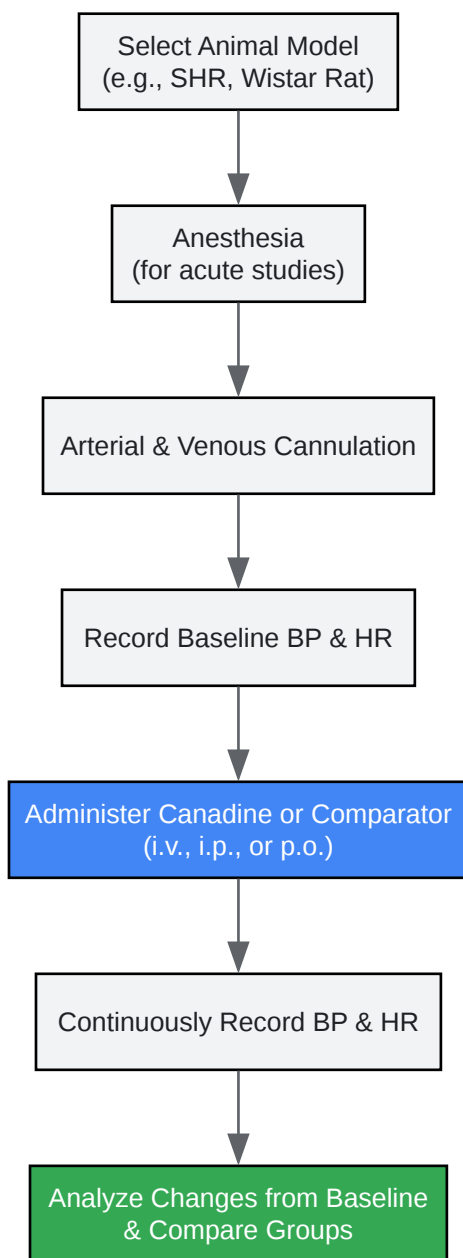 Select Animal Model
(e.g., SHR, Wistar Rat)
Anesthesia
(for acute studies)
Arterial & Venous Cannulation
Record Baseline BP & HR
Administer Canadine or Comparator
(i.v., i.p., or p.o.)
Continuously Record BP & HR
Analyze Changes from Baseline
& Compare Groups